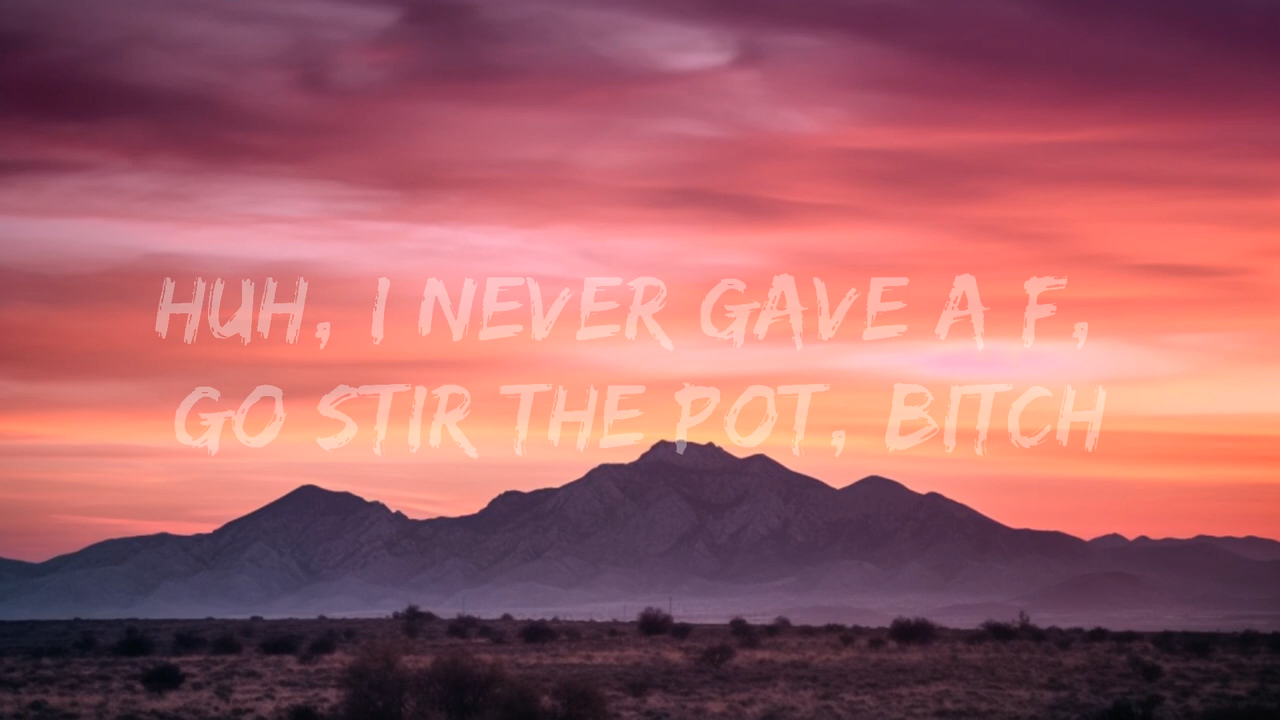 HUH, I NEVER GAVE A F,
GO STIR THE POT, BITCH